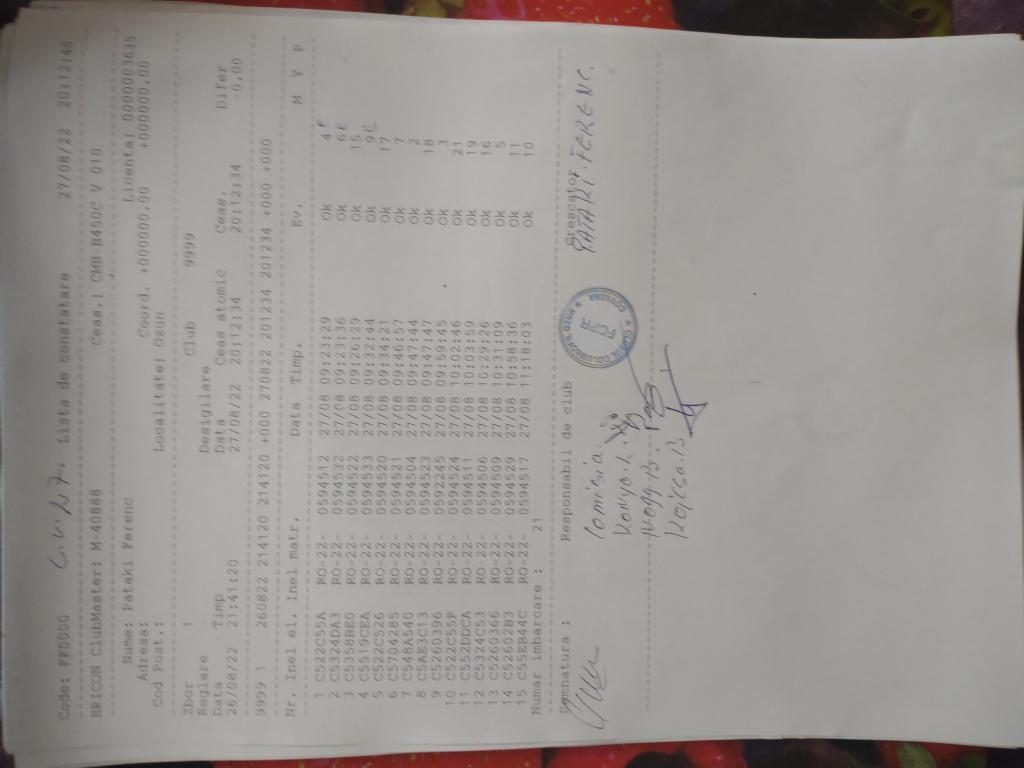 Code: FF0000 C.V. 27. Lista de constatare 27/08/22 20:12:40
BRICON ClubMaster: M-40888 Ceas.: CMB-B450C V 010
Nume: Pataki Ferenc Licenta: 0000003635
Adresa: Coord. +000000.00 +000000.00
Cod Post.: Localitate: Ozun
Zbor 1 Club 9999
Reglare Desigilare
Data Timp Data Ceas atomic Ceas. Difer
26/08/22 21:41:20 27/08/22 20:12:34 20:12:34 -0.00
9999 1 260822 214120 214120 +000 270822 201234 201234 +000 +000
Nr. Inel el. Inel matr. Data Timp. Ev. M Y P
1 C522C55A RO-22- 0594512 27/08 09:23:29 Ok 4
2 C5324DA3 RO-22- 0594532 27/08 09:23:36 Ok 6
3 C5358BE0 RO-22- 0594522 27/08 09:26:29 Ok 15
4 C5519CEA RO-22- 0594533 27/08 09:32:44 Ok 9
5 C522C526 RO-22- 0594520 27/08 09:34:21 Ok 17
6 C5704285 RO-22- 0594521 27/08 09:46:57 Ok 7
7 C548A540 RO-22- 0594504 27/08 09:47:44 Ok 2
8 C5AE3C13 RO-22- 0594523 27/08 09:47:47 Ok 18
9 C5260396 RO-22- 0592245 27/08 09:59:45 Ok 3
10 C522C55F RO-22- 0594524 27/08 10:02:46 Ok 21
11 C552DDCA RO-22- 0594511 27/08 10:03:59 Ok 19
12 C5324C53 RO-22- 0594506 27/08 10:29:26 Ok 16
13 C5260366 RO-22- 0594509 27/08 10:31:09 Ok 5
14 C52602B3 RO-22- 0594529 27/08 10:58:36 Ok 11
15 C55EB44C RO-22- 0594517 27/08 11:18:03 Ok 10
Numar imbarcare : 21
Semnatura : Responsabil de club Crescator
PATAKI FERENC.
Comisia: